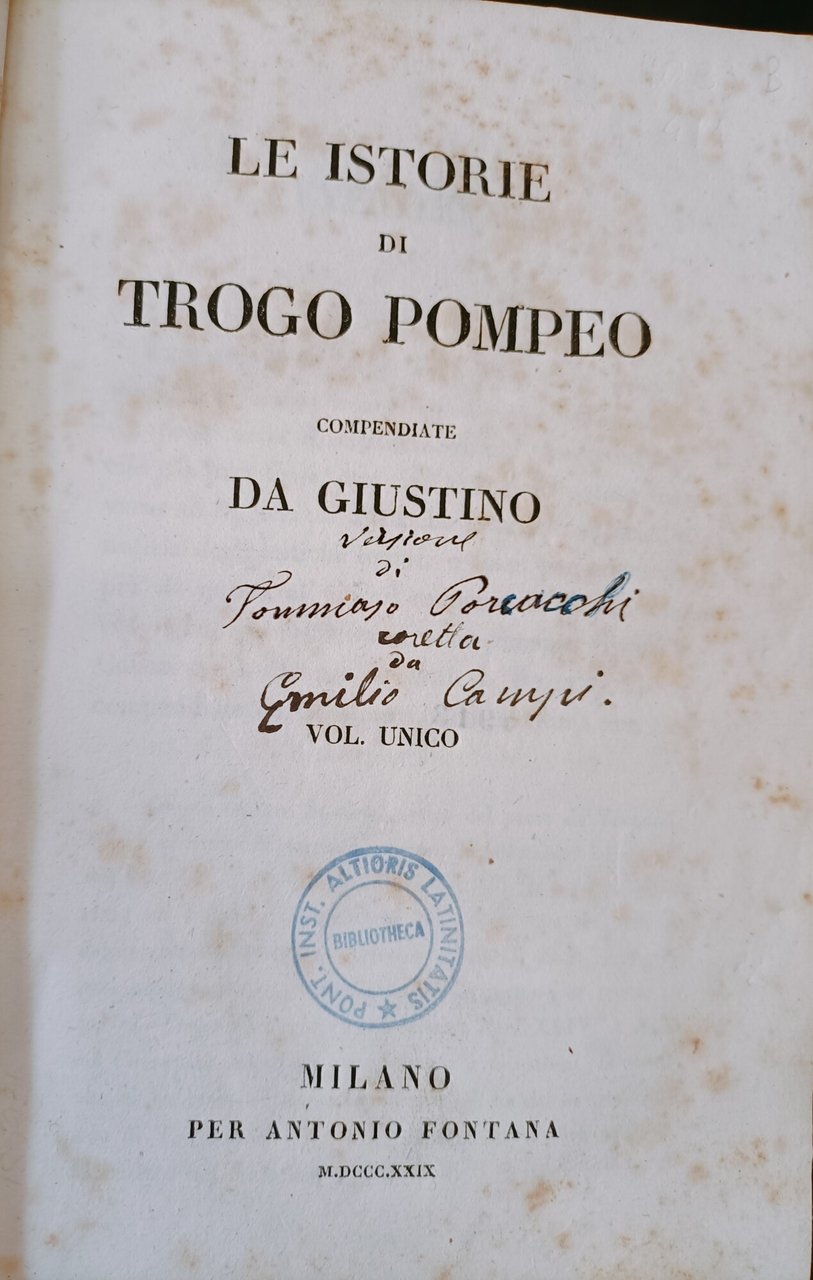 LE ISTORIE
DI
TROGO POMPEO
COMPENDIATE
DA GIUSTINO
versione
di
Tommaso Porcacchi
coretta
da
Emilio Campi.
VOL. UNICO
PONT. INST. ALTIORIS LATINITATIS
BIBLIOTHECA
MILANO
PER ANTONIO FONTANA
M.DCCC.XXIX